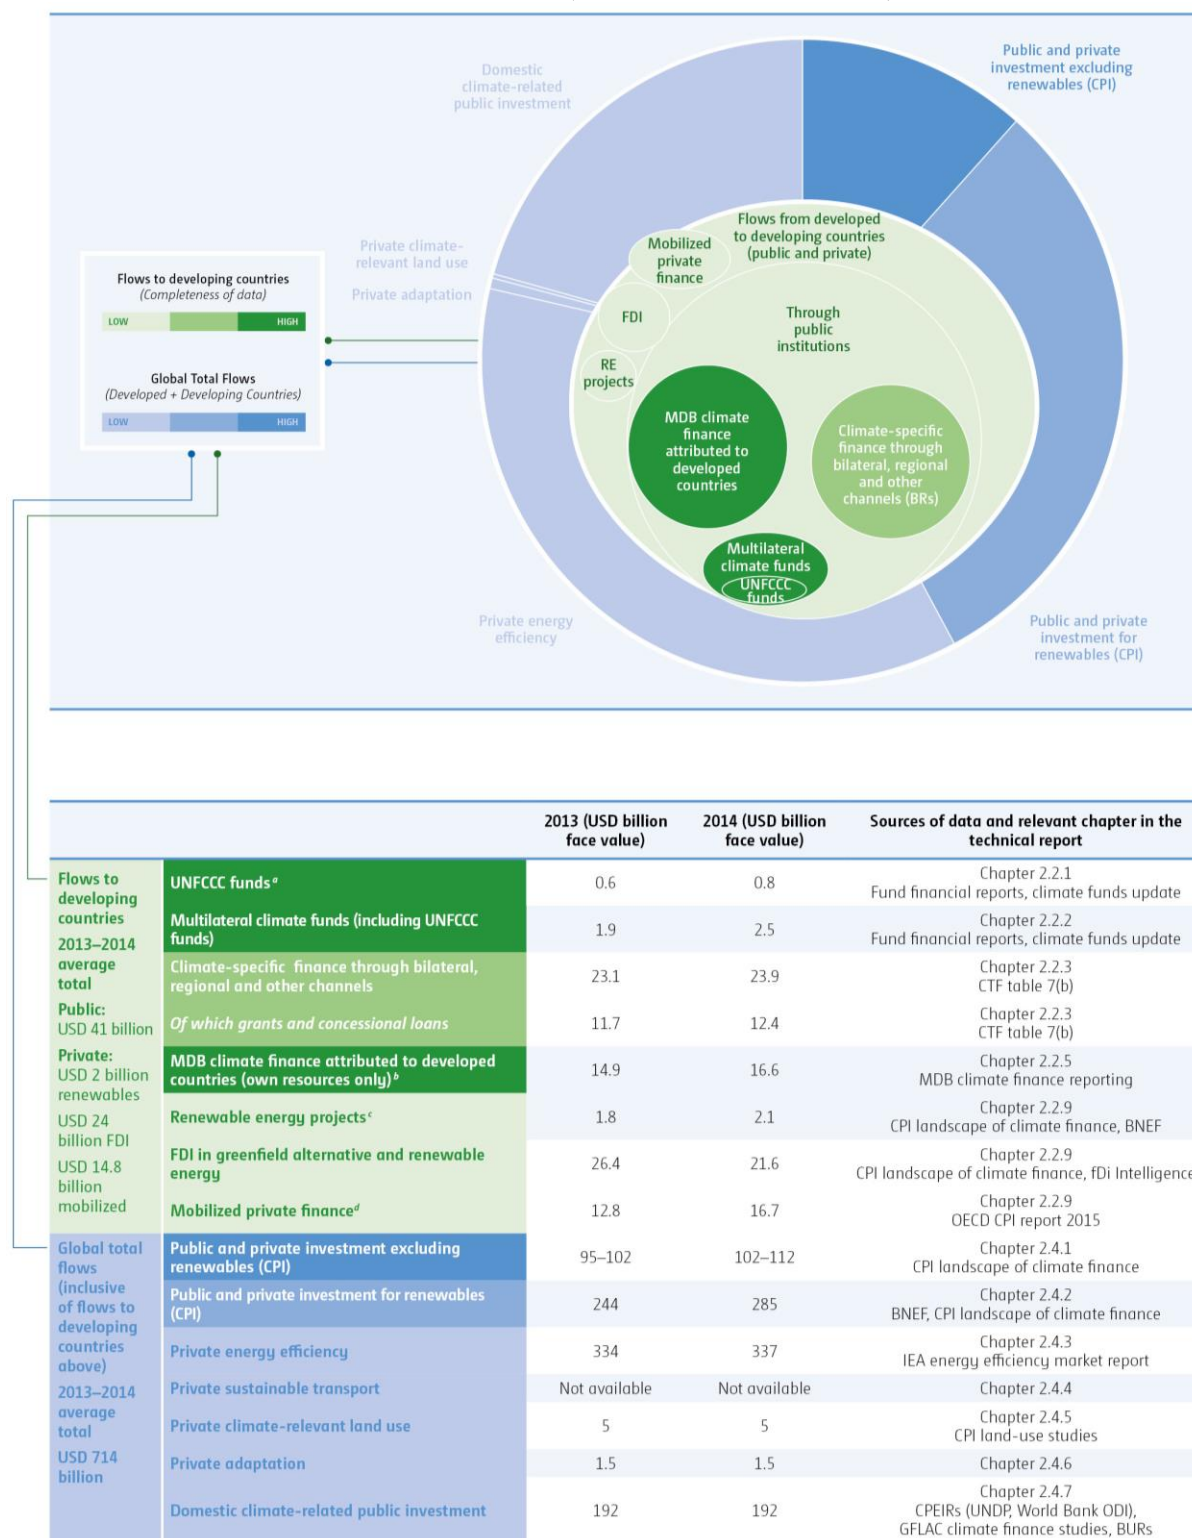 Public and private
investment excluding
renewables (CPI)
Domestic
climate-related
public investment
Flows from developed
to developing countries
(public and private)
Mobilized
private
finance
Private climate-
relevant land use
Private adaptation
FDI
Through
public
institutions
RE
projects
MDB climate
finance
attributed to
developed
countries
Climate-specific
finance through
bilateral, regional
and other
channels (BRs)
Multilateral
climate funds
UNFCCC
funds
Private energy
efficiency
Public and private
investment for
renewables (CPI)
Flows to developing countries
(Completeness of data)
LOW HIGH
Global Total Flows
(Developed + Developing Countries)
LOW HIGH
2013 (USD billion
face value)
2014 (USD billion
face value)
Sources of data and relevant chapter in the
technical report
Flows to
developing
countries
2013–2014
average
total
Public:
USD 41 billion
Private:
USD 2 billion
renewables
USD 24
billion FDI
USD 14.8
billion
mobilized
UNFCCC funds a
0.6
0.8
Chapter 2.2.1
Fund financial reports, climate funds update
Multilateral climate funds (including UNFCCC
funds)
1.9
2.5
Chapter 2.2.2
Fund financial reports, climate funds update
Climate-specific finance through bilateral,
regional and other channels
23.1
23.9
Chapter 2.2.3
CTF table 7(b)
Of which grants and concessional loans
11.7
12.4
Chapter 2.2.3
CTF table 7(b)
MDB climate finance attributed to developed
countries (own resources only) b
14.9
16.6
Chapter 2.2.5
MDB climate finance reporting
Renewable energy projects c
1.8
2.1
Chapter 2.2.9
CPI landscape of climate finance, BNEF
FDI in greenfield alternative and renewable
energy
26.4
21.6
Chapter 2.2.9
CPI landscape of climate finance, fDi Intelligence
Mobilized private finance d
12.8
16.7
Chapter 2.2.9
OECD CPI report 2015
Global total
flows
(inclusive
of flows to
developing
countries
above)
2013–2014
average
total
USD 714
billion
Public and private investment excluding
renewables (CPI)
95–102
102–112
Chapter 2.4.1
CPI landscape of climate finance
Public and private investment for renewables
(CPI)
244
285
Chapter 2.4.2
BNEF, CPI landscape of climate finance
Private energy efficiency
334
337
Chapter 2.4.3
IEA energy efficiency market report
Private sustainable transport
Not available
Not available
Chapter 2.4.4
Private climate-relevant land use
5
5
Chapter 2.4.5
CPI land-use studies
Private adaptation
1.5
1.5
Chapter 2.4.6
Domestic climate-related public investment
192
192
Chapter 2.4.7
CPEIRs (UNDP, World Bank ODI),
GFLAC climate finance studies, BURs